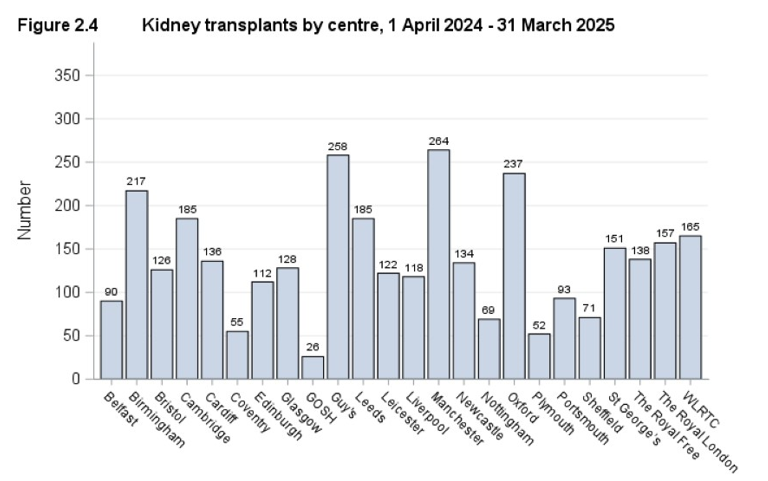 Figure 2.4 Kidney transplants by centre, 1 April 2024 - 31 March 2025
Number
350
300
250
200
150
100
50
0
90
217
126
185
136
55
112
128
26
258
185
122
118
264
134
69
237
52
93
71
151
138
157
165
Belfast
Birmingham
Bristol
Cambridge
Cardiff
Coventry
Edinburgh
Glasgow
GOSH
Guy's
Leeds
Leicester
Liverpool
Manchester
Newcastle
Nottingham
Oxford
Plymouth
Portsmouth
Sheffield
St George's
The Royal Free
The Royal London
WLRTC